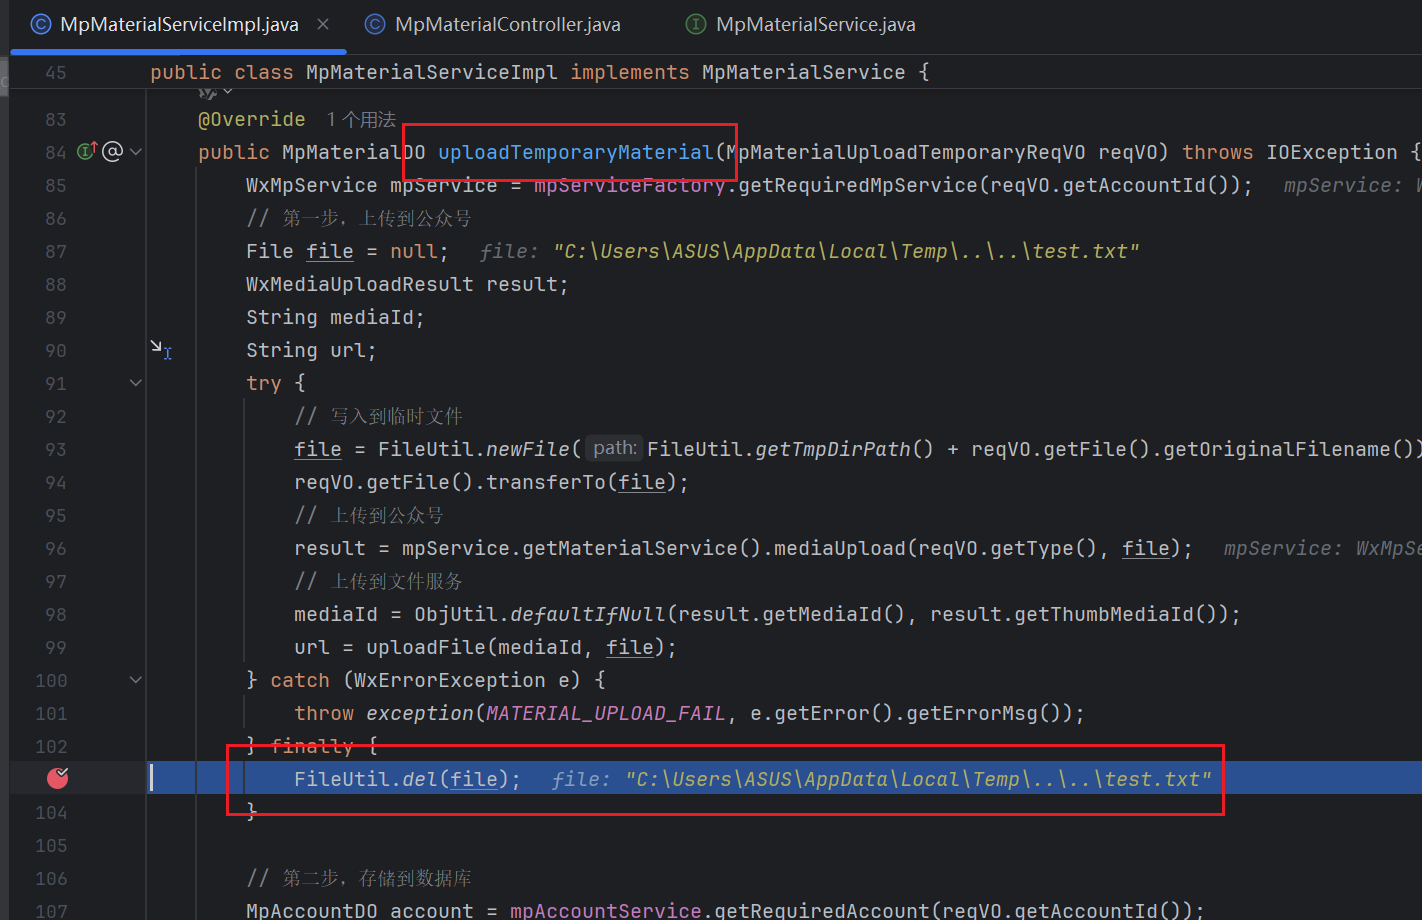 MpMaterialServiceImpl.java × MpMaterialController.java MpMaterialService.java
45 public class MpMaterialServiceImpl implements MpMaterialService {
83 @Override 1 个用法
84 public MpMaterialDO uploadTemporaryMaterial(MpMaterialUploadTemporaryReqVO reqVO) throws IOException {
85 WxMpService mpService = mpServiceFactory.getRequiredMpService(reqVO.getAccountId()); mpService: W
86 // 第一步，上传到公众号
87 File file = null; file: "C:\Users\ASUS\AppData\Local\Temp\..\..\test.txt"
88 WxMediaUploadResult result;
89 String mediaId;
90 String url;
91 try {
92 // 写入到临时文件
93 file = FileUtil.newFile( path: FileUtil.getTmpDirPath() + reqVO.getFile().getOriginalFilename())
94 reqVO.getFile().transferTo(file);
95 // 上传到公众号
96 result = mpService.getMaterialService().mediaUpload(reqVO.getType(), file); mpService: WxMpSe
97 // 上传到文件服务
98 mediaId = ObjUtil.defaultIfNull(result.getMediaId(), result.getThumbMediaId());
99 url = uploadFile(mediaId, file);
100 } catch (WxErrorException e) {
101 throw exception(MATERIAL_UPLOAD_FAIL, e.getError().getErrorMsg());
102 } finally {
FileUtil.del(file); file: "C:\Users\ASUS\AppData\Local\Temp\..\..\test.txt"
104 }
105
106 // 第二步，存储到数据库
107 MpAccountDO account = mpAccountService.getRequiredAccount(reqVO.getAccountId());